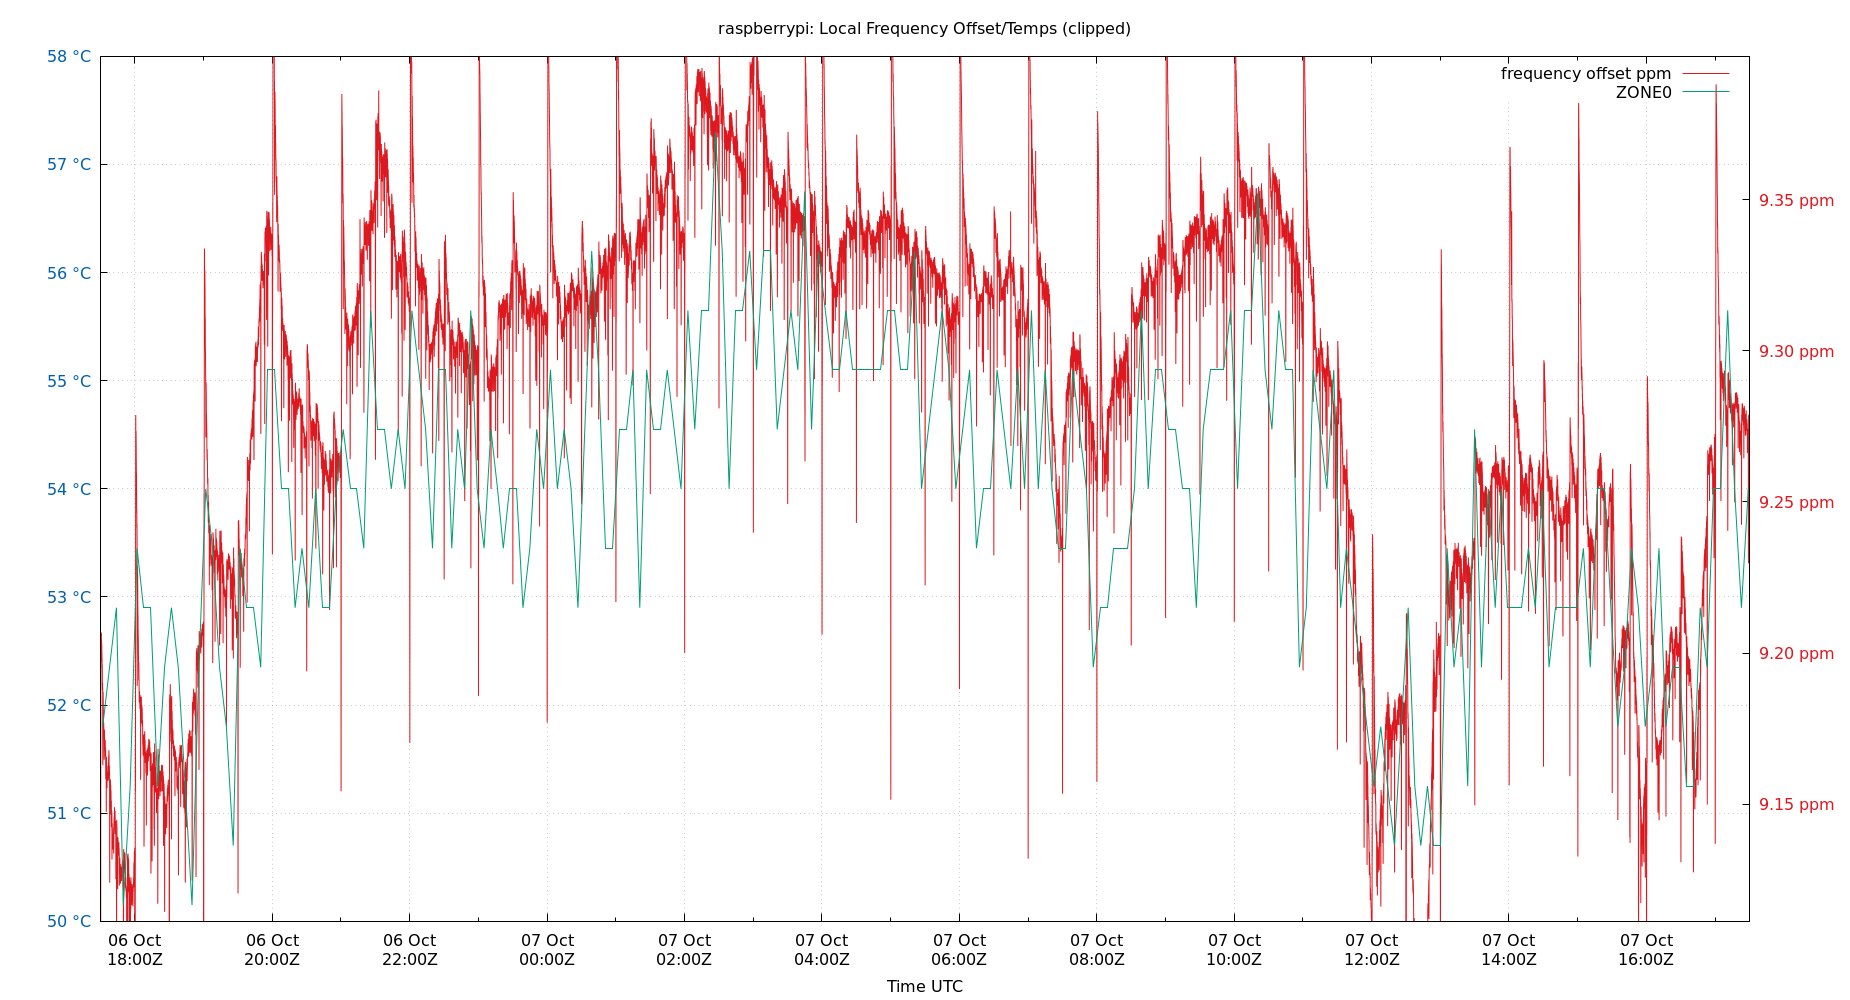 raspberrypi: Local Frequency Offset/Temps (clipped)
58 °C
57 °C
56 °C
55 °C
54 °C
53 °C
52 °C
51 °C
50 °C
frequency offset ppm
ZONE0
9.35 ppm
9.30 ppm
9.25 ppm
9.20 ppm
9.15 ppm
06 Oct 06 Oct 06 Oct 07 Oct 07 Oct 07 Oct 07 Oct 07 Oct 07 Oct 07 Oct 07 Oct 07 Oct
18:00Z 20:00Z 22:00Z 00:00Z 02:00Z 04:00Z 06:00Z 08:00Z 10:00Z 12:00Z 14:00Z 16:00Z
Time UTC